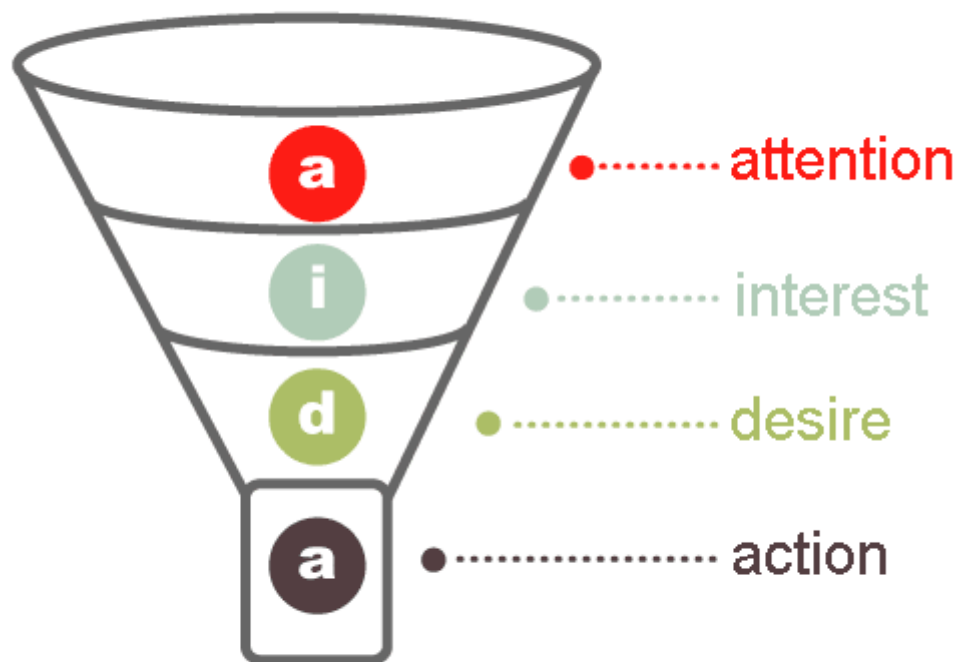 a attention
i interest
d desire
a action